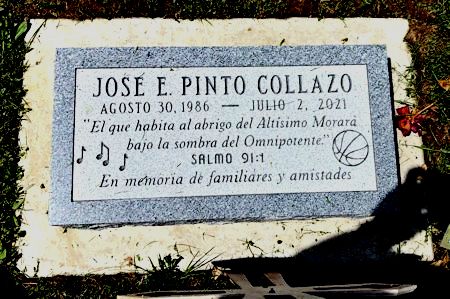 JOSÉ E. PINTO COLLAZO
AGOSTO 30, 1986 — JULIO 2, 2021
"El que habita al abrigo del Altísimo Morará
bajo la sombra del Omnipotente."
SALMO 91:1
En memoria de familiares y amistades